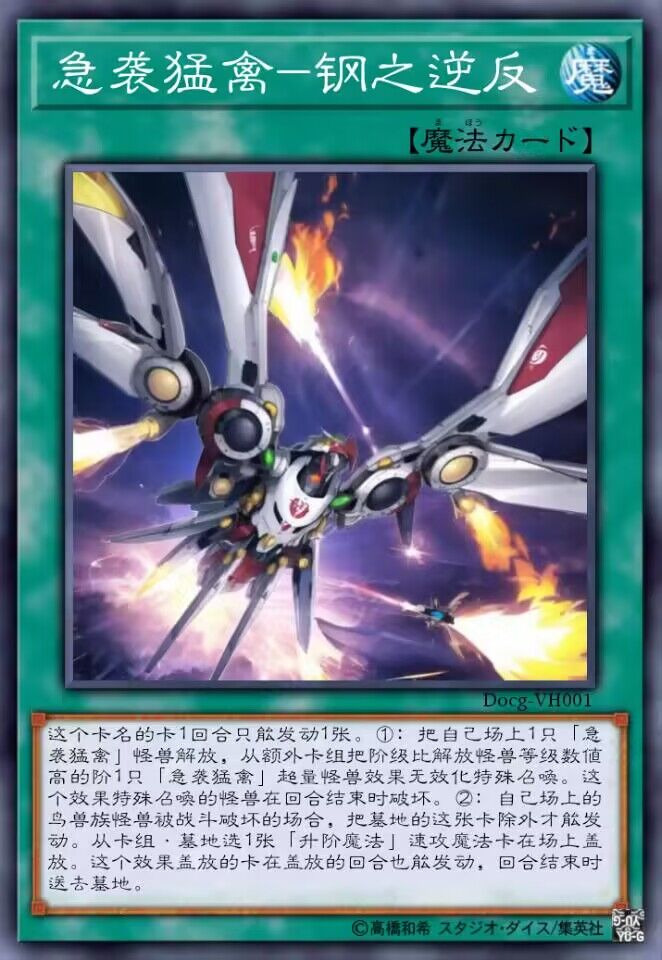 急袭猛禽-钢之逆反
魔
まほう
【魔法カード】
Docg-VH001
这个卡名的卡1回合只能发动1张。①：把自己场上1只「急
袭猛禽」怪兽解放，从额外卡组把阶级比解放怪兽等级数值
高的阶1只「急袭猛禽」超量怪兽效果无效化特殊召唤。这
个效果特殊召唤的怪兽在回合结束时破坏。②：自己场上的
鸟兽族怪兽被战斗破坏的场合，把墓地的这张卡除外才能发
动。从卡组·墓地选1张「升阶魔法」速攻魔法卡在场上盖
放。这个效果盖放的卡在盖放的回合也能发动，回合结束时
送去墓地。
©高橋和希 スタジオ・ダイス/集英社